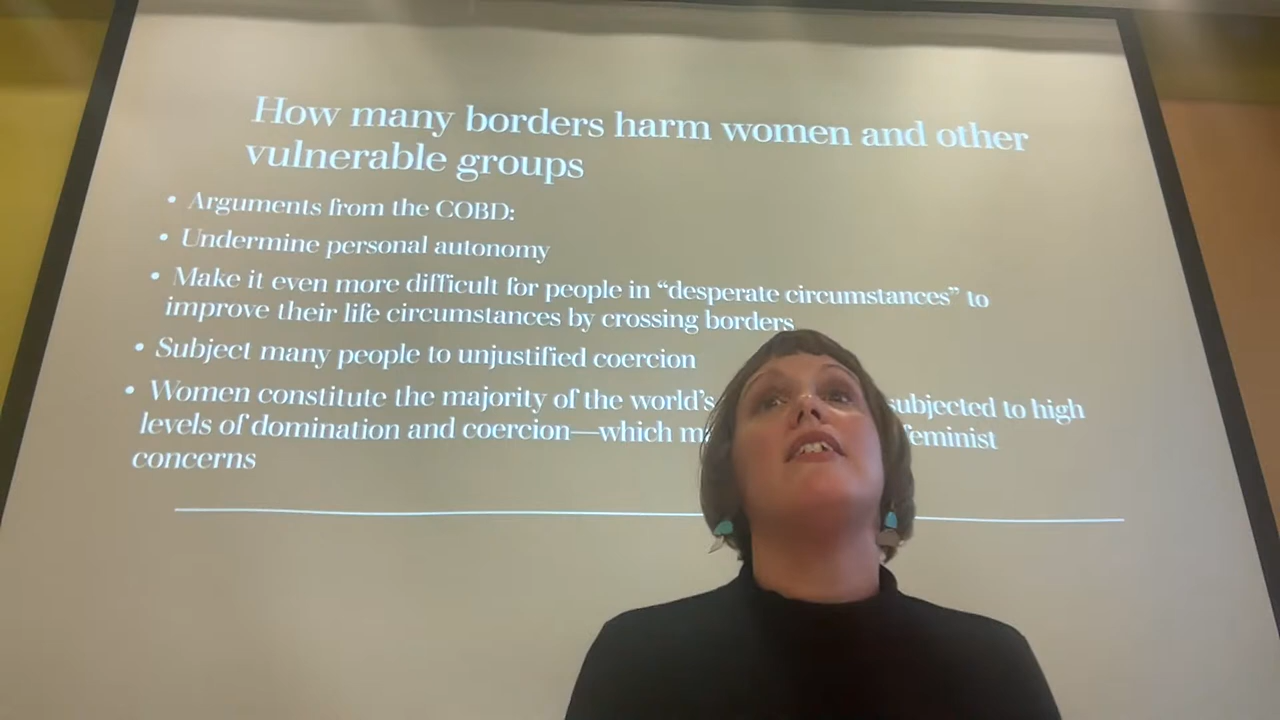 How many borders harm women and other
vulnerable groups
• Arguments from the COBD:
• Undermine personal autonomy
• Make it even more difficult for people in “desperate circumstances” to
improve their life circumstances by crossing borders
• Subject many people to unjustified coercion
• Women constitute the majority of the world’s subjected to high
levels of domination and coercion—which feminist
concerns